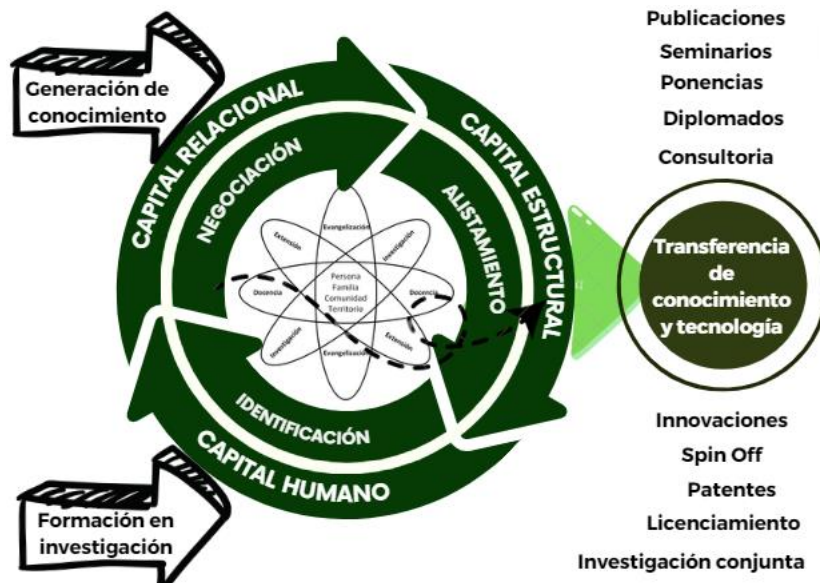 Generación de
conocimiento
Formación en
investigación
CAPITAL RELACIONAL
CAPITAL ESTRUCTURAL
CAPITAL HUMANO
NEGOCIACIÓN
ALISTAMIENTO
IDENTIFICACIÓN
Evangelización
Extensión
Investigación
Docencia
Persona
Familia
Comunidad
Territorio
Docencia
Investigación
Extensión
Evangelización
Publicaciones
Seminarios
Ponencias
Diplomados
Consultoria
Transferencia
de
conocimiento
y tecnología
Innovaciones
Spin Off
Patentes
Licenciamiento
Investigación conjunta